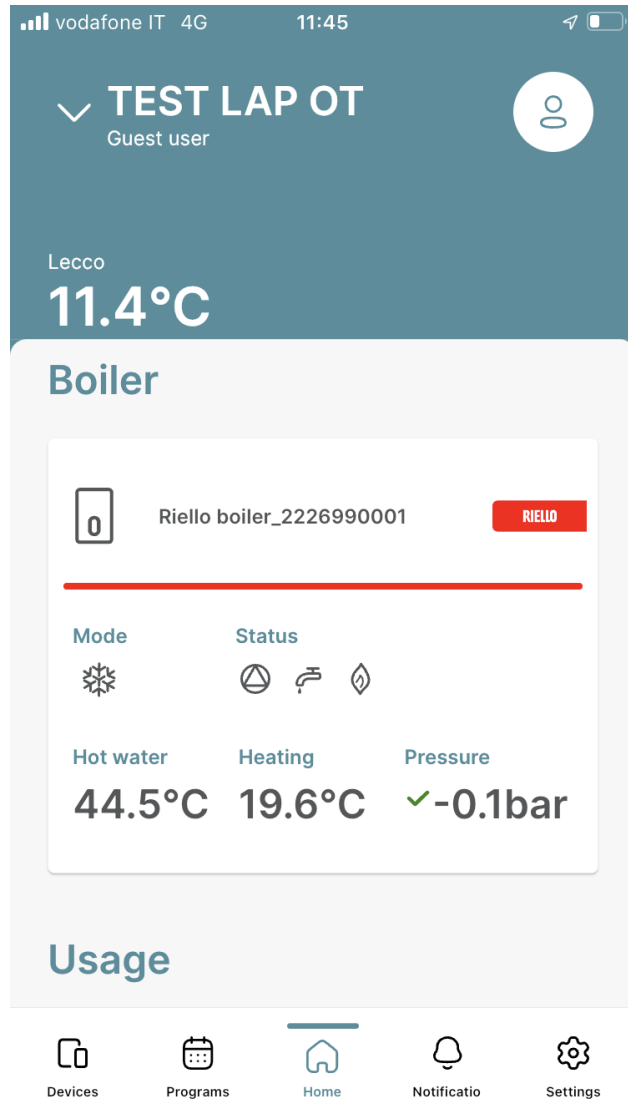 vodafone IT 4G 11:45
TEST LAP OT
Guest user
Lecco
11.4°C
Boiler
0 Riello boiler_2226990001 RIELLO
Mode Status
Hot water Heating Pressure
44.5°C 19.6°C -0.1bar
Usage
Devices Programs Home Notificatio Settings